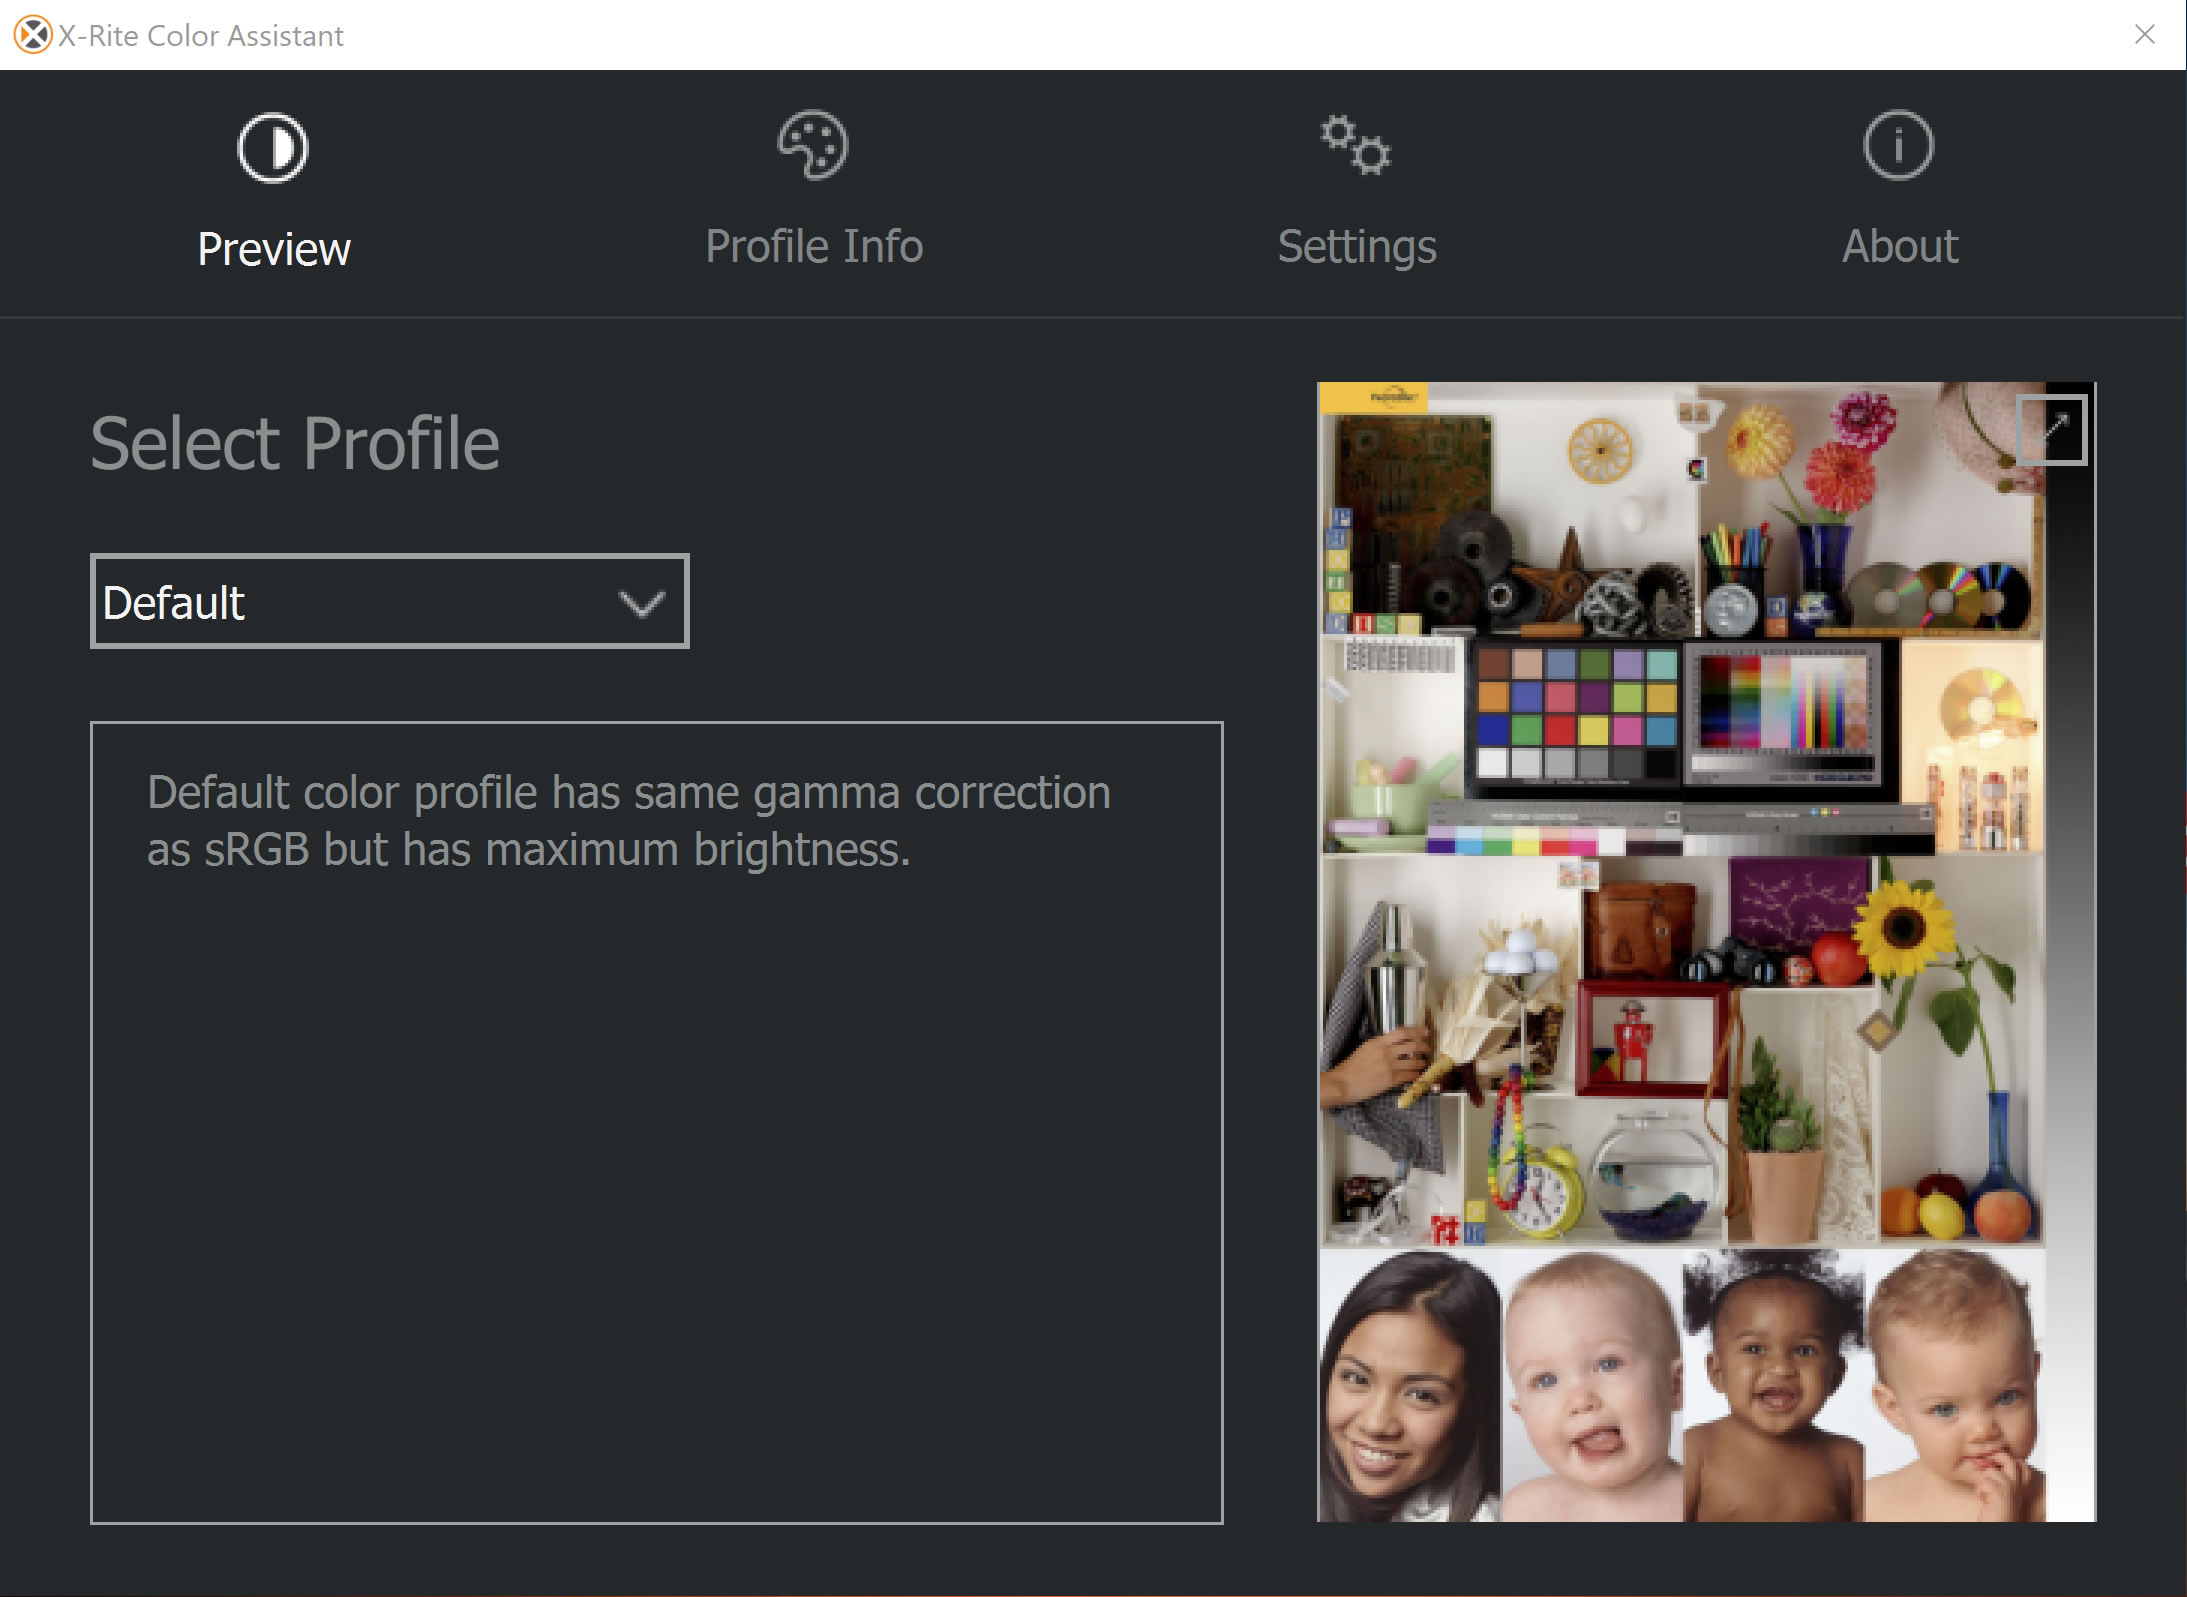 X-Rite Color Assistant
Preview
Profile Info
Settings
About
Select Profile
Default
Default color profile has same gamma correction
as sRGB but has maximum brightness.